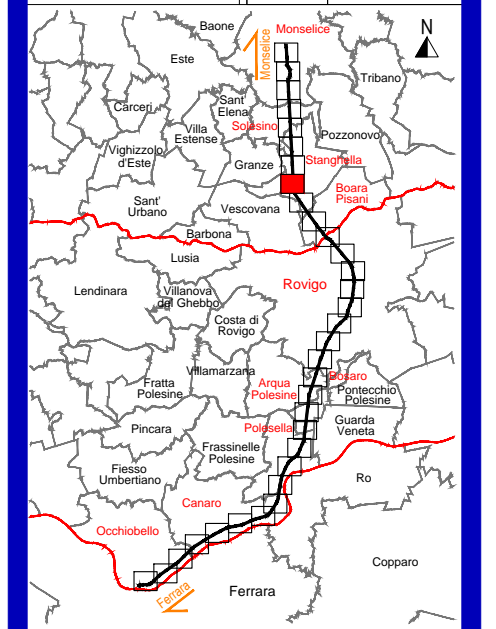 Baone
Monselice
N
Monselice
Este
Tribano
Carceri
Sant'
Elena
Solesino
Villa
Estense
Pozzonovo
Vighizzolo
d'Este
Granze
Stanghella
Boara
Pisani
Sant'
Urbano
Vescovana
Barbona
Lusia
Lendinara
Villanova
del Ghebbo
Rovigo
Costa di
Rovigo
Villamarzana
Bosaro
Fratta
Polesine
Arqua
Polesine
Pontecchio
Polesine
Pincara
Polesella
Guarda
Veneta
Frassinelle
Polesine
Fiesso
Umbertiano
Ro
Canaro
Occhiobello
Copparo
Ferrara
Ferrara